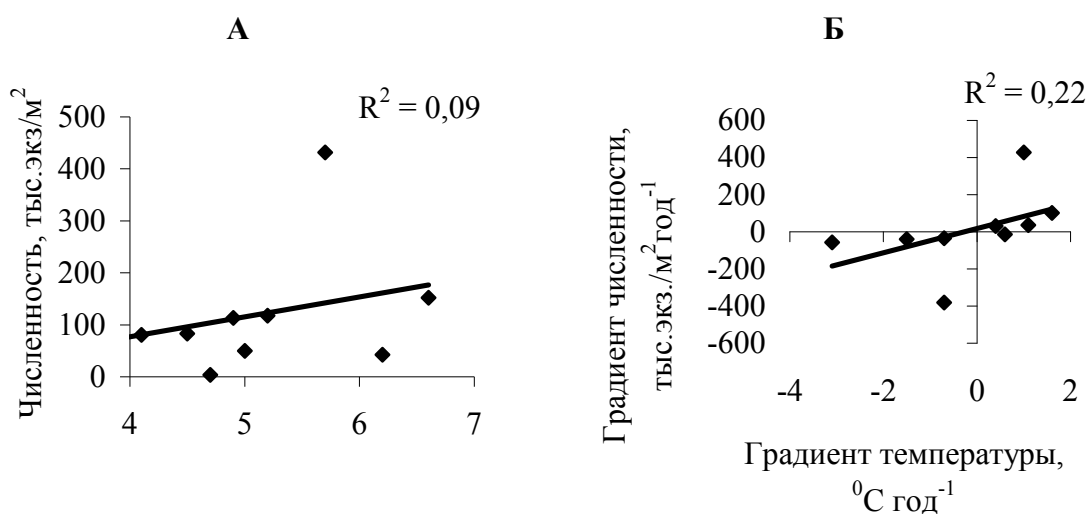 А
R² = 0,09
Численность, тыс.экз/м²
500
400
300
200
100
0
4 5 6 7
Б
R² = 0,22
Градиент численности,
тыс.экз./м² год⁻¹
600
400
200
0
-200
-400
-600
-4 -2 0 2
Градиент температуры,
⁰С год⁻¹